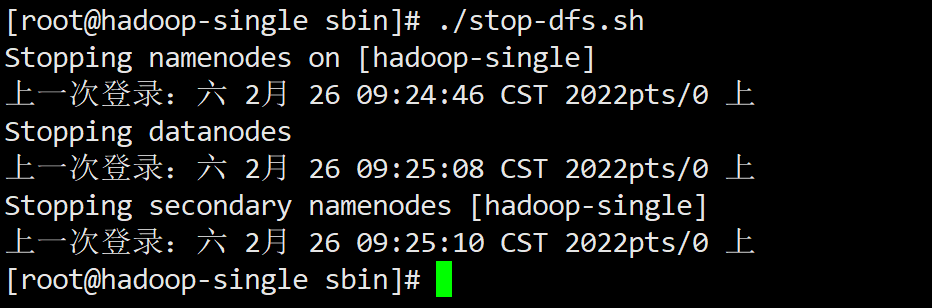 [root@hadoop-single sbin]# ./stop-dfs.sh
Stopping namenodes on [hadoop-single]
上一次登录：六 2月 26 09:24:46 CST 2022pts/0 上
Stopping datanodes
上一次登录：六 2月 26 09:25:08 CST 2022pts/0 上
Stopping secondary namenodes [hadoop-single]
上一次登录：六 2月 26 09:25:10 CST 2022pts/0 上
[root@hadoop-single sbin]#